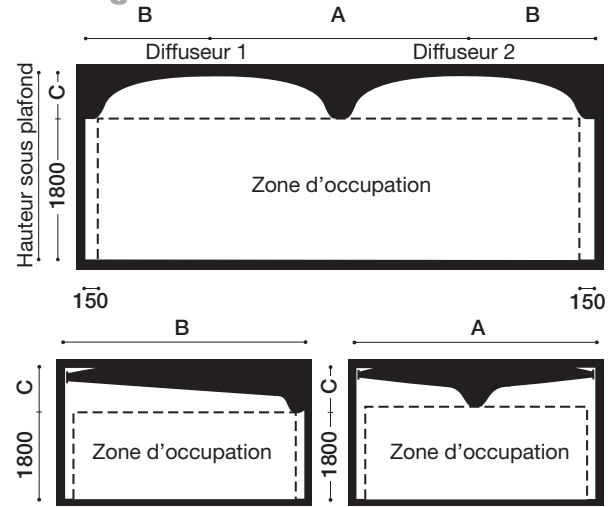 B A B
Diffuseur 1 Diffuseur 2
Hauteur sous plafond
C
1800
Zone d'occupation
150 150
B A
C C
1800 1800
Zone d'occupation Zone d'occupation